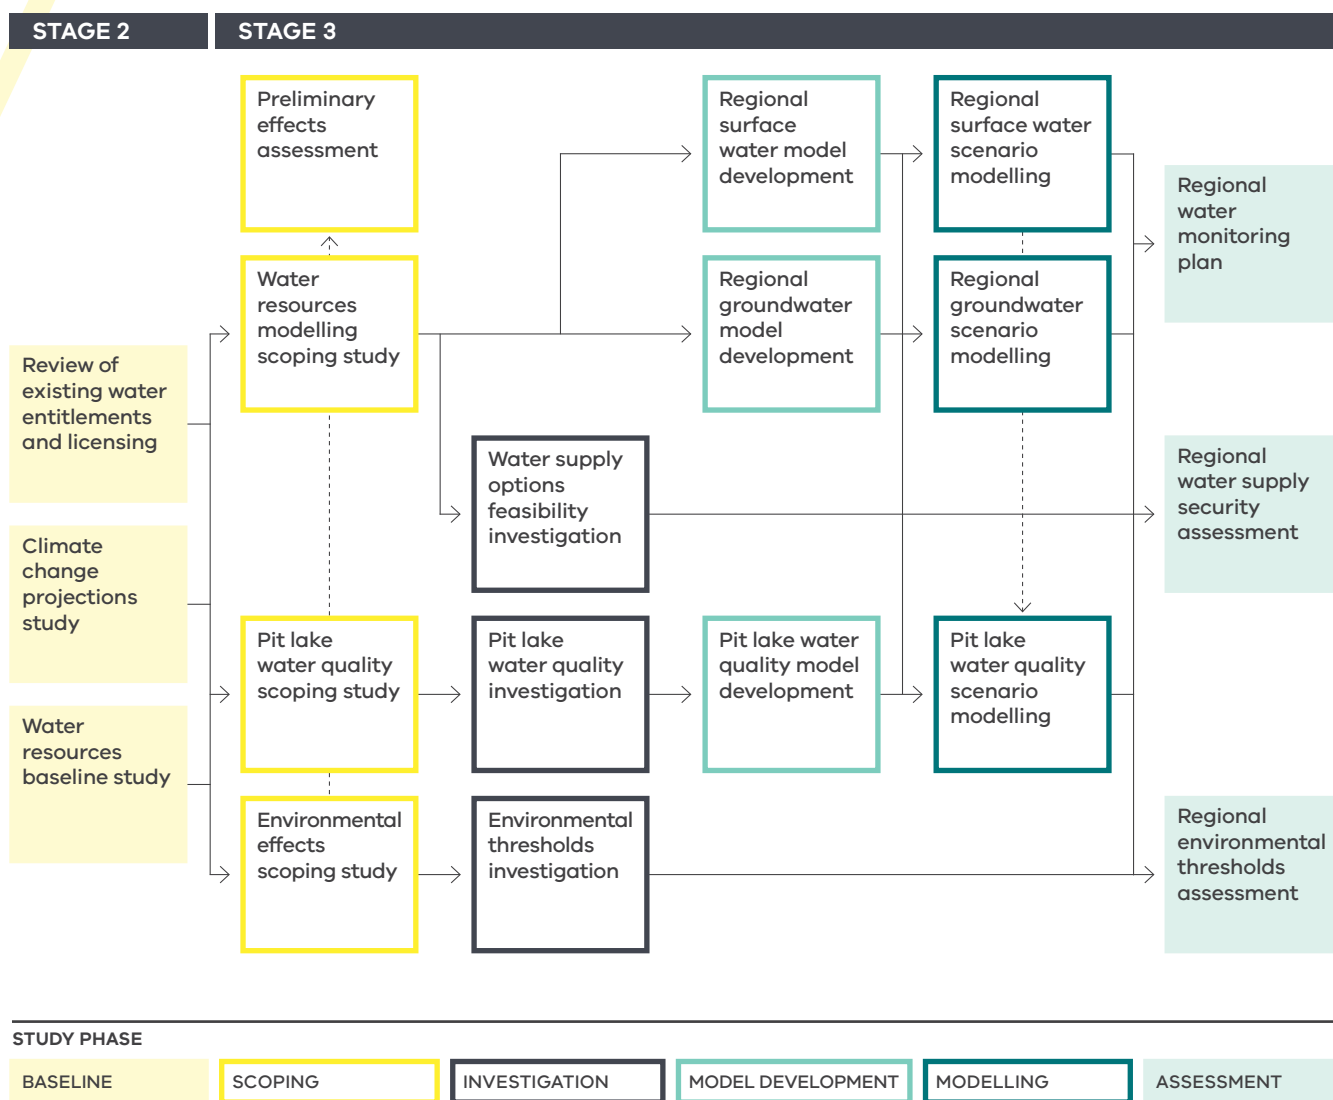 STAGE 2
STAGE 3
Preliminary
effects
assessment
Regional
surface
water model
development
Regional
surface water
scenario
modelling
Regional
water
monitoring
plan
Water
resources
modelling
scoping study
Regional
groundwater
model
development
Regional
groundwater
scenario
modelling
Review of
existing water
entitlements
and licensing
Water supply
options
feasibility
investigation
Regional
water supply
security
assessment
Climate
change
projections
study
Pit lake
water quality
scoping study
Pit lake
water quality
investigation
Pit lake water
quality model
development
Pit lake
water quality
scenario
modelling
Water
resources
baseline study
Environmental
effects
scoping study
Environmental
thresholds
investigation
Regional
environmental
thresholds
assessment
STUDY PHASE
BASELINE
SCOPING
INVESTIGATION
MODEL DEVELOPMENT
MODELLING
ASSESSMENT